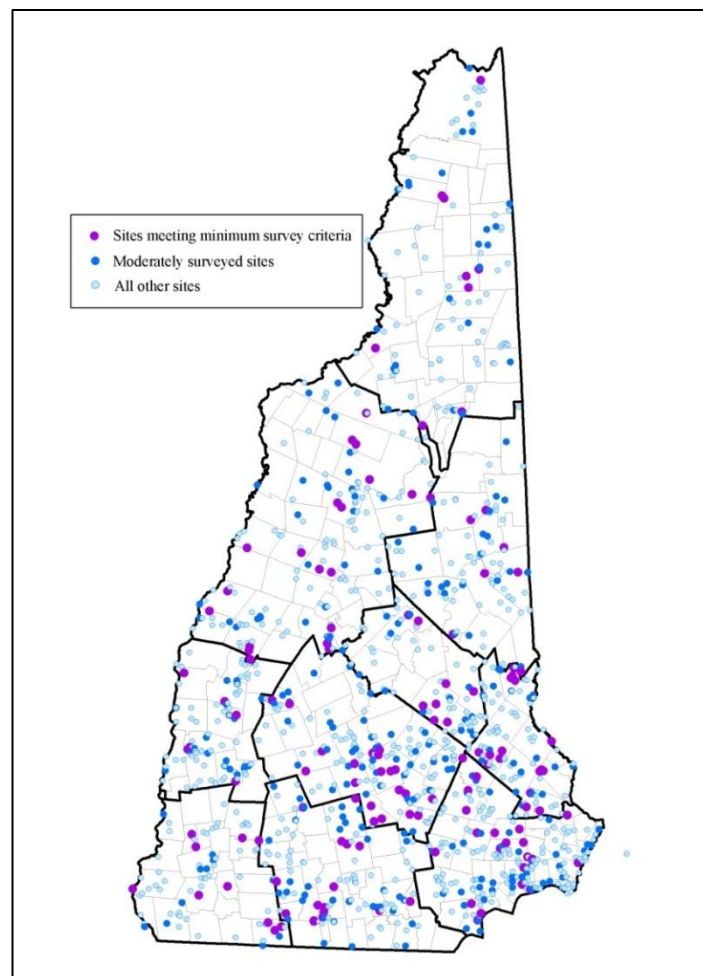 Sites meeting minimum survey criteria
Moderately surveyed sites
All other sites